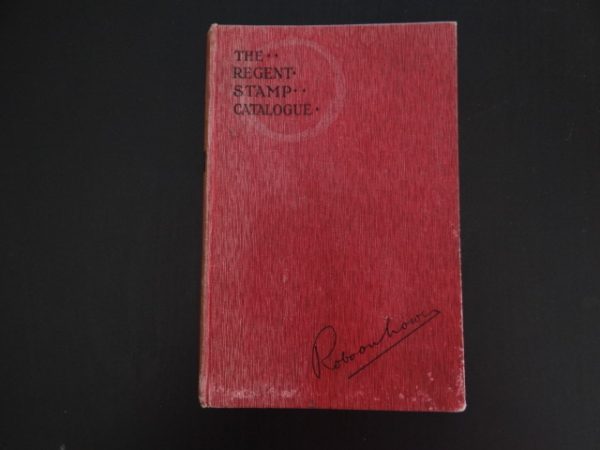 THE··
REGENT·
STAMP··
CATALOGUE·
Robson Lowe